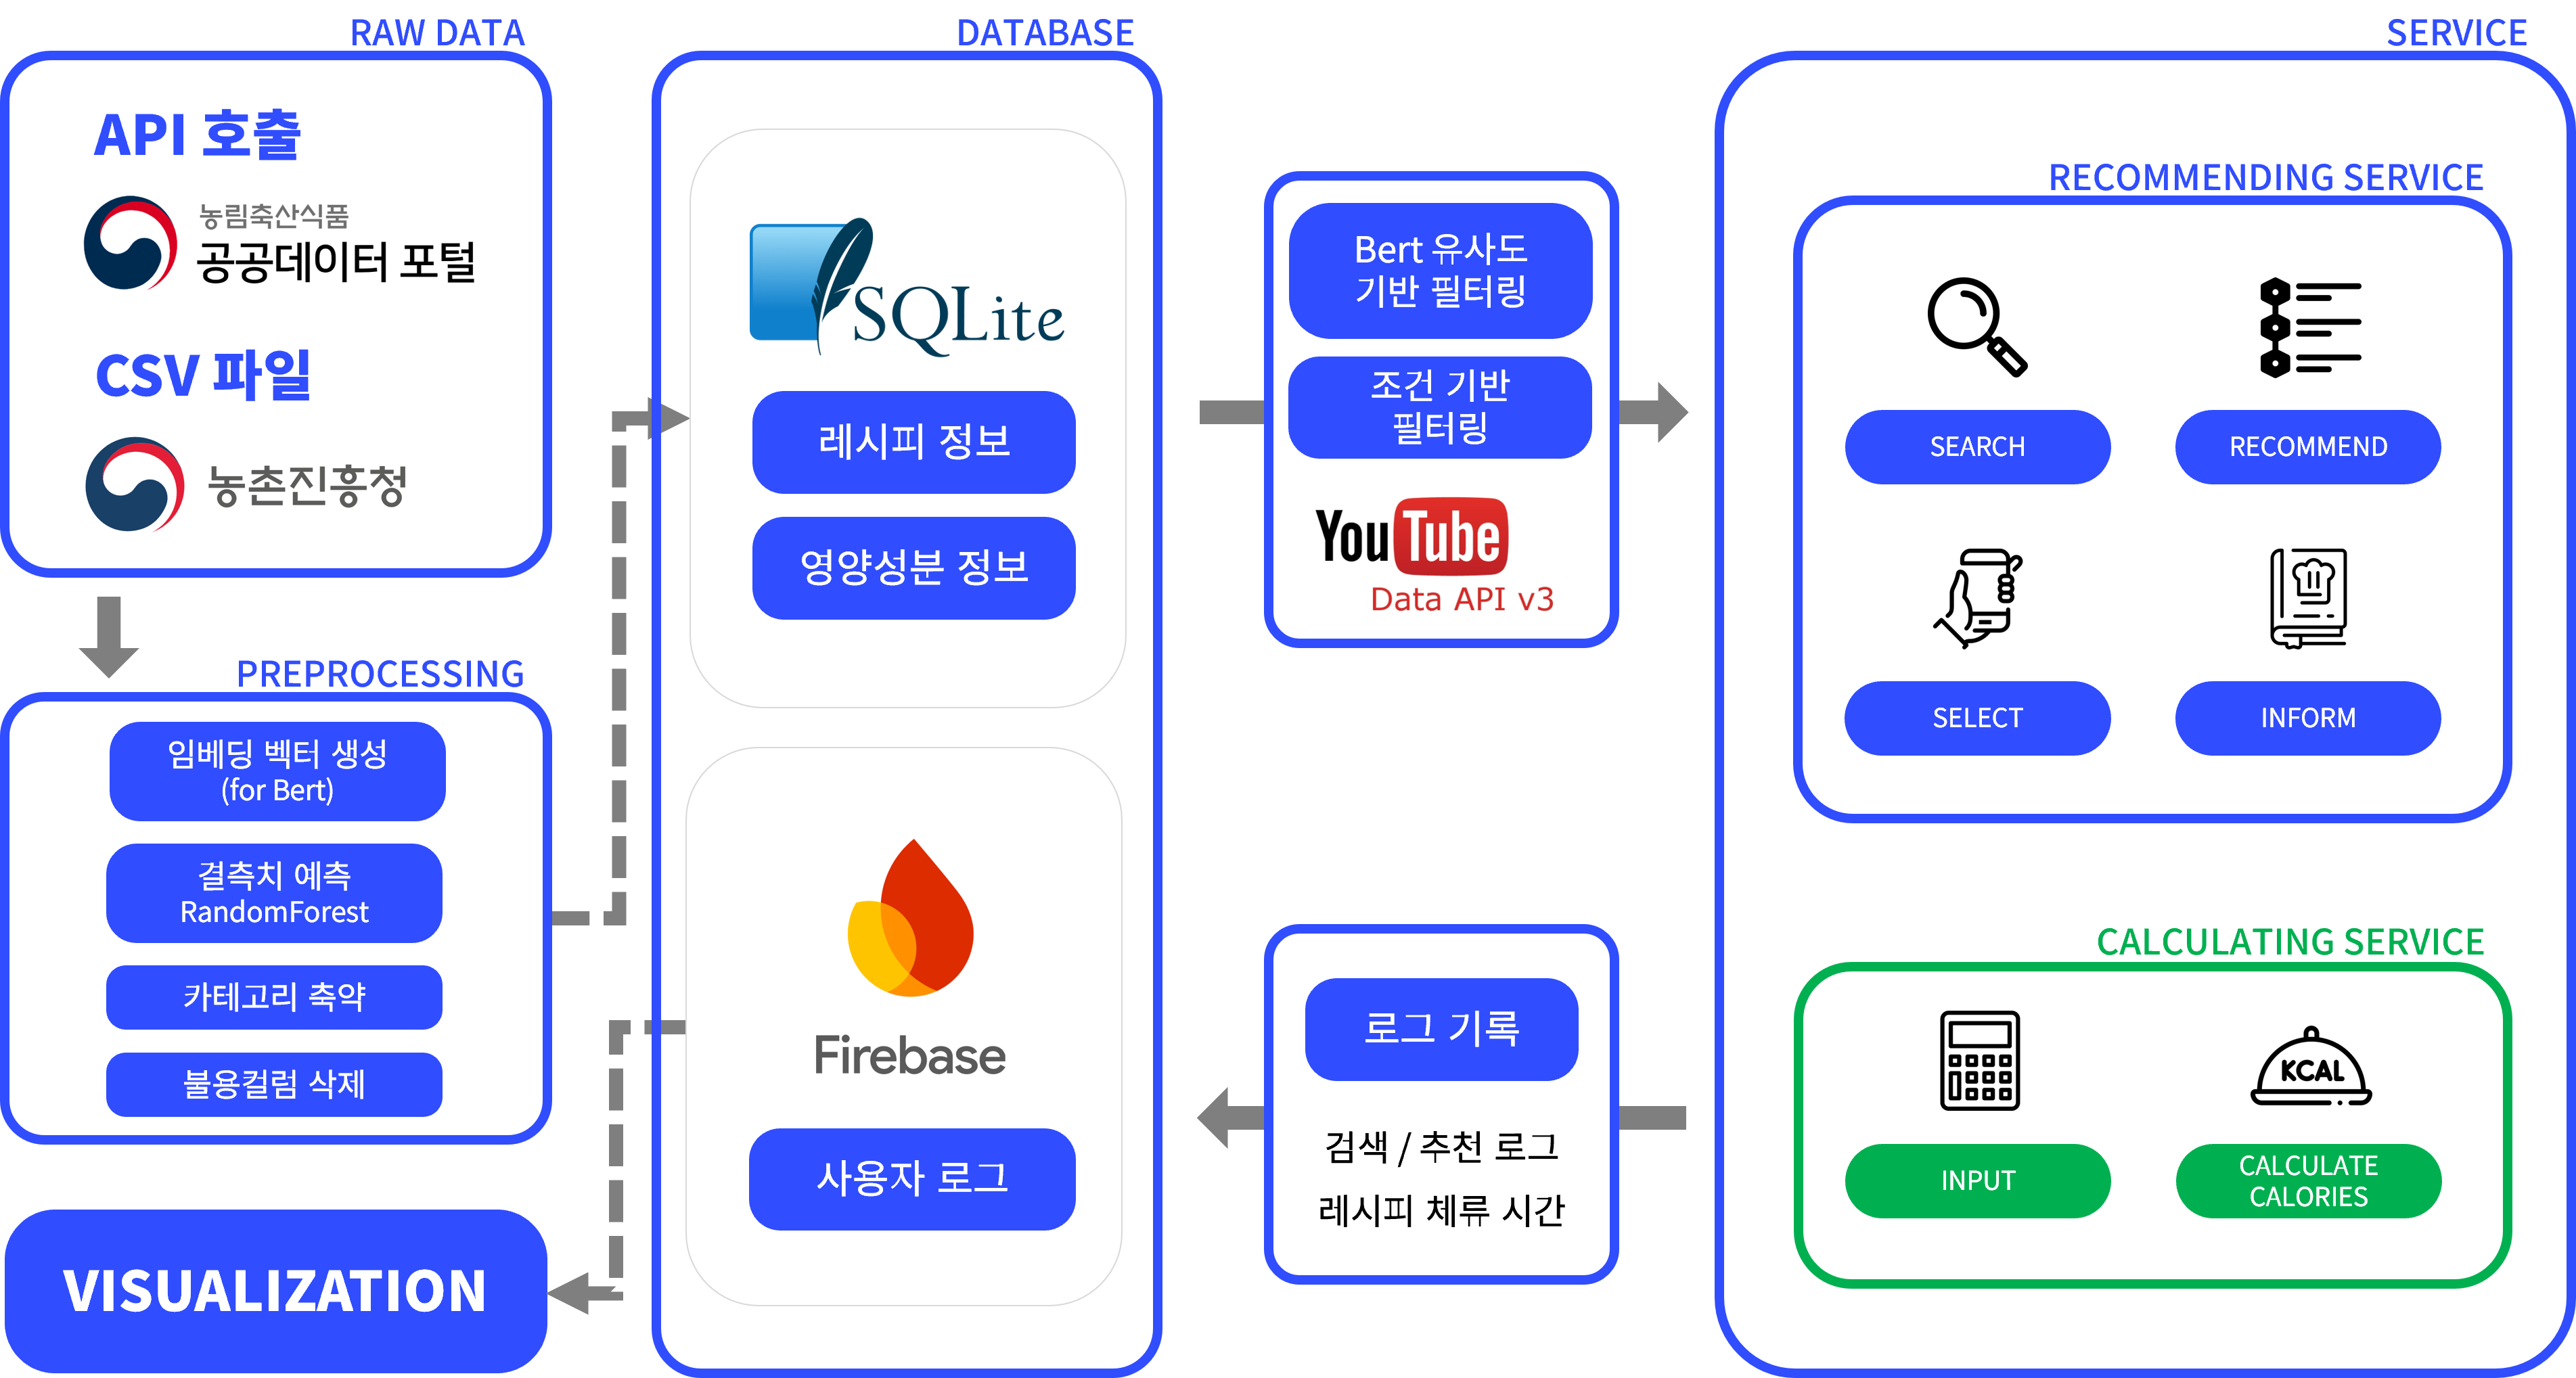 RAW DATA
API 호출
농림축산식품
공공데이터 포털
CSV 파일
농촌진흥청
PREPROCESSING
임베딩 벡터 생성
(for Bert)
결측치 예측
RandomForest
카테고리 축약
불용컬럼 삭제
VISUALIZATION
DATABASE
SQLite
레시피 정보
영양성분 정보
Firebase
사용자 로그
Bert 유사도
기반 필터링
조건 기반
필터링
YouTube
Data API v3
로그 기록
검색 / 추천 로그
레시피 체류 시간
SERVICE
RECOMMENDING SERVICE
SEARCH
RECOMMEND
SELECT
INFORM
CALCULATING SERVICE
KCAL
INPUT
CALCULATE
CALORIES